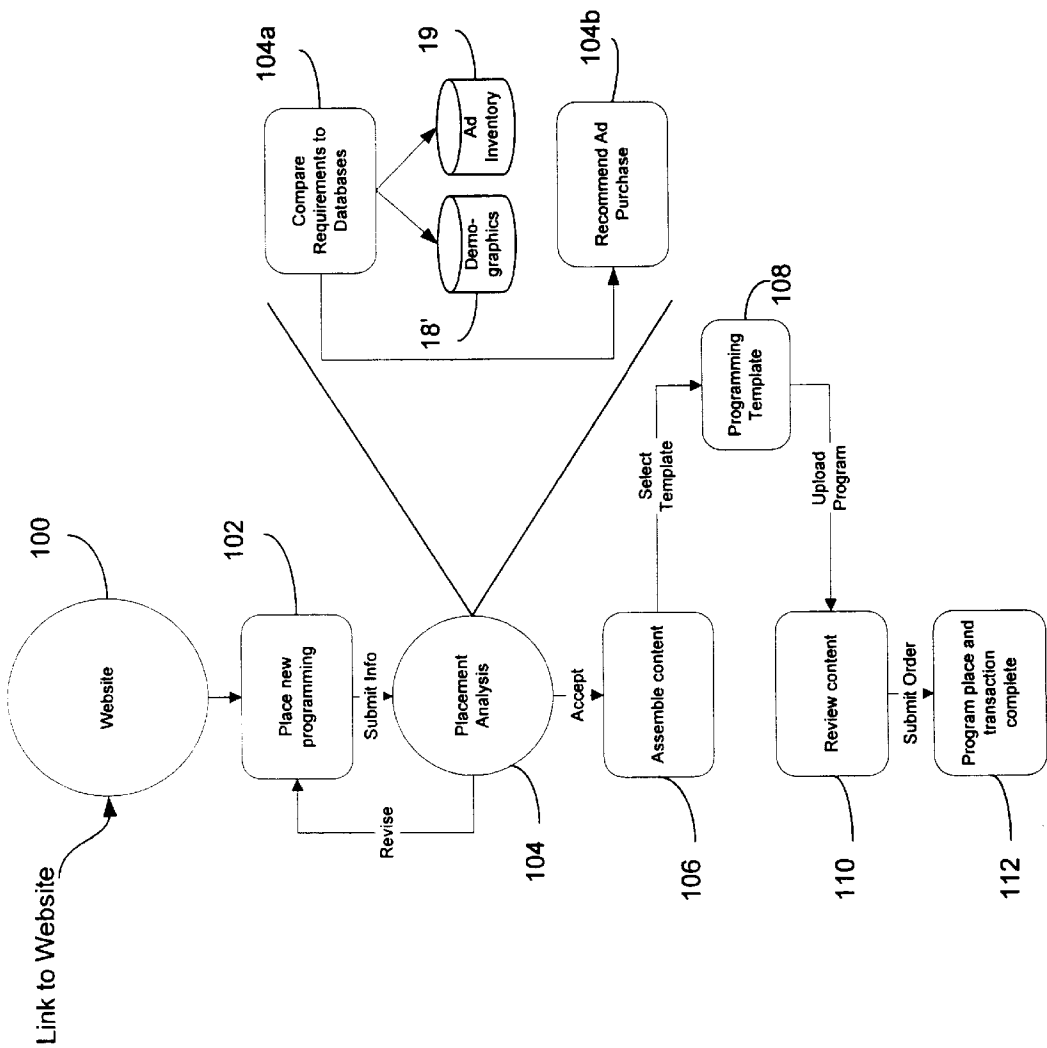 Link to Website
Website
100
Place new
programming
102
Submit Info
Revise
Placement
Analysis
104
Compare
Requirements to
Databases
104a
Demo-
graphics
18'
Ad
Inventory
19
Recommend Ad
Purchase
104b
Accept
Assemble content
106
Select
Template
Programming
Template
108
Upload
Program
Review content
110
Submit Order
Program place and
transaction
complete
112